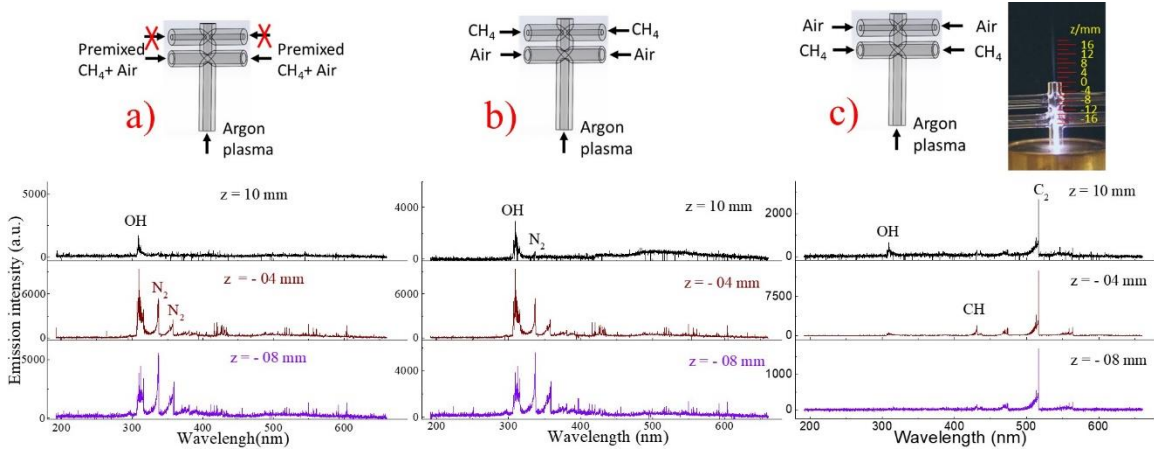 Premixed
CH₄+ Air
Premixed
CH₄+ Air
a)
Argon
plasma
CH₄
CH₄
Air
Air
b)
Argon
plasma
Air
Air
CH₄
CH₄
c)
Argon
plasma
z/mm
16
12
8
4
0
-4
-8
-12
-16
Emission intensity (a.u.)
5000
0
z = 10 mm
OH
6000
0
z = - 04 mm
N₂
N₂
5000
0
z = - 08 mm
200 300 400 500 600
Wavelengh(nm)
4000
0
z = 10 mm
OH
N₂
6000
0
z = - 04 mm
4000
0
z = - 08 mm
200 300 400 500 600
Wavelength (nm)
2000
0
C₂
z = 10 mm
OH
7500
0
z = - 04 mm
CH
1000
0
z = - 08 mm
200 300 400 500 600
Wavelength (nm)